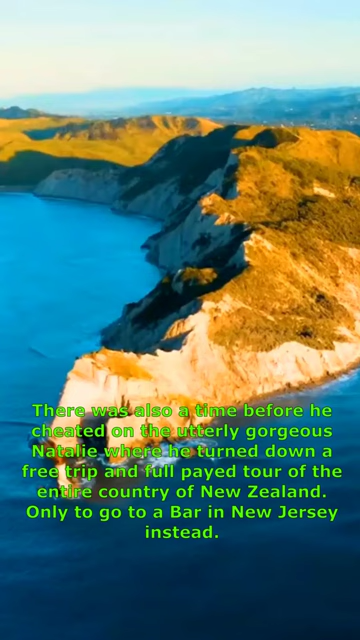 There was also a time before he
cheated on the utterly gorgeous
Natalie where he turned down a
free trip and full payed tour of the
entire country of New Zealand.
Only to go to a Bar in New Jersey
instead.